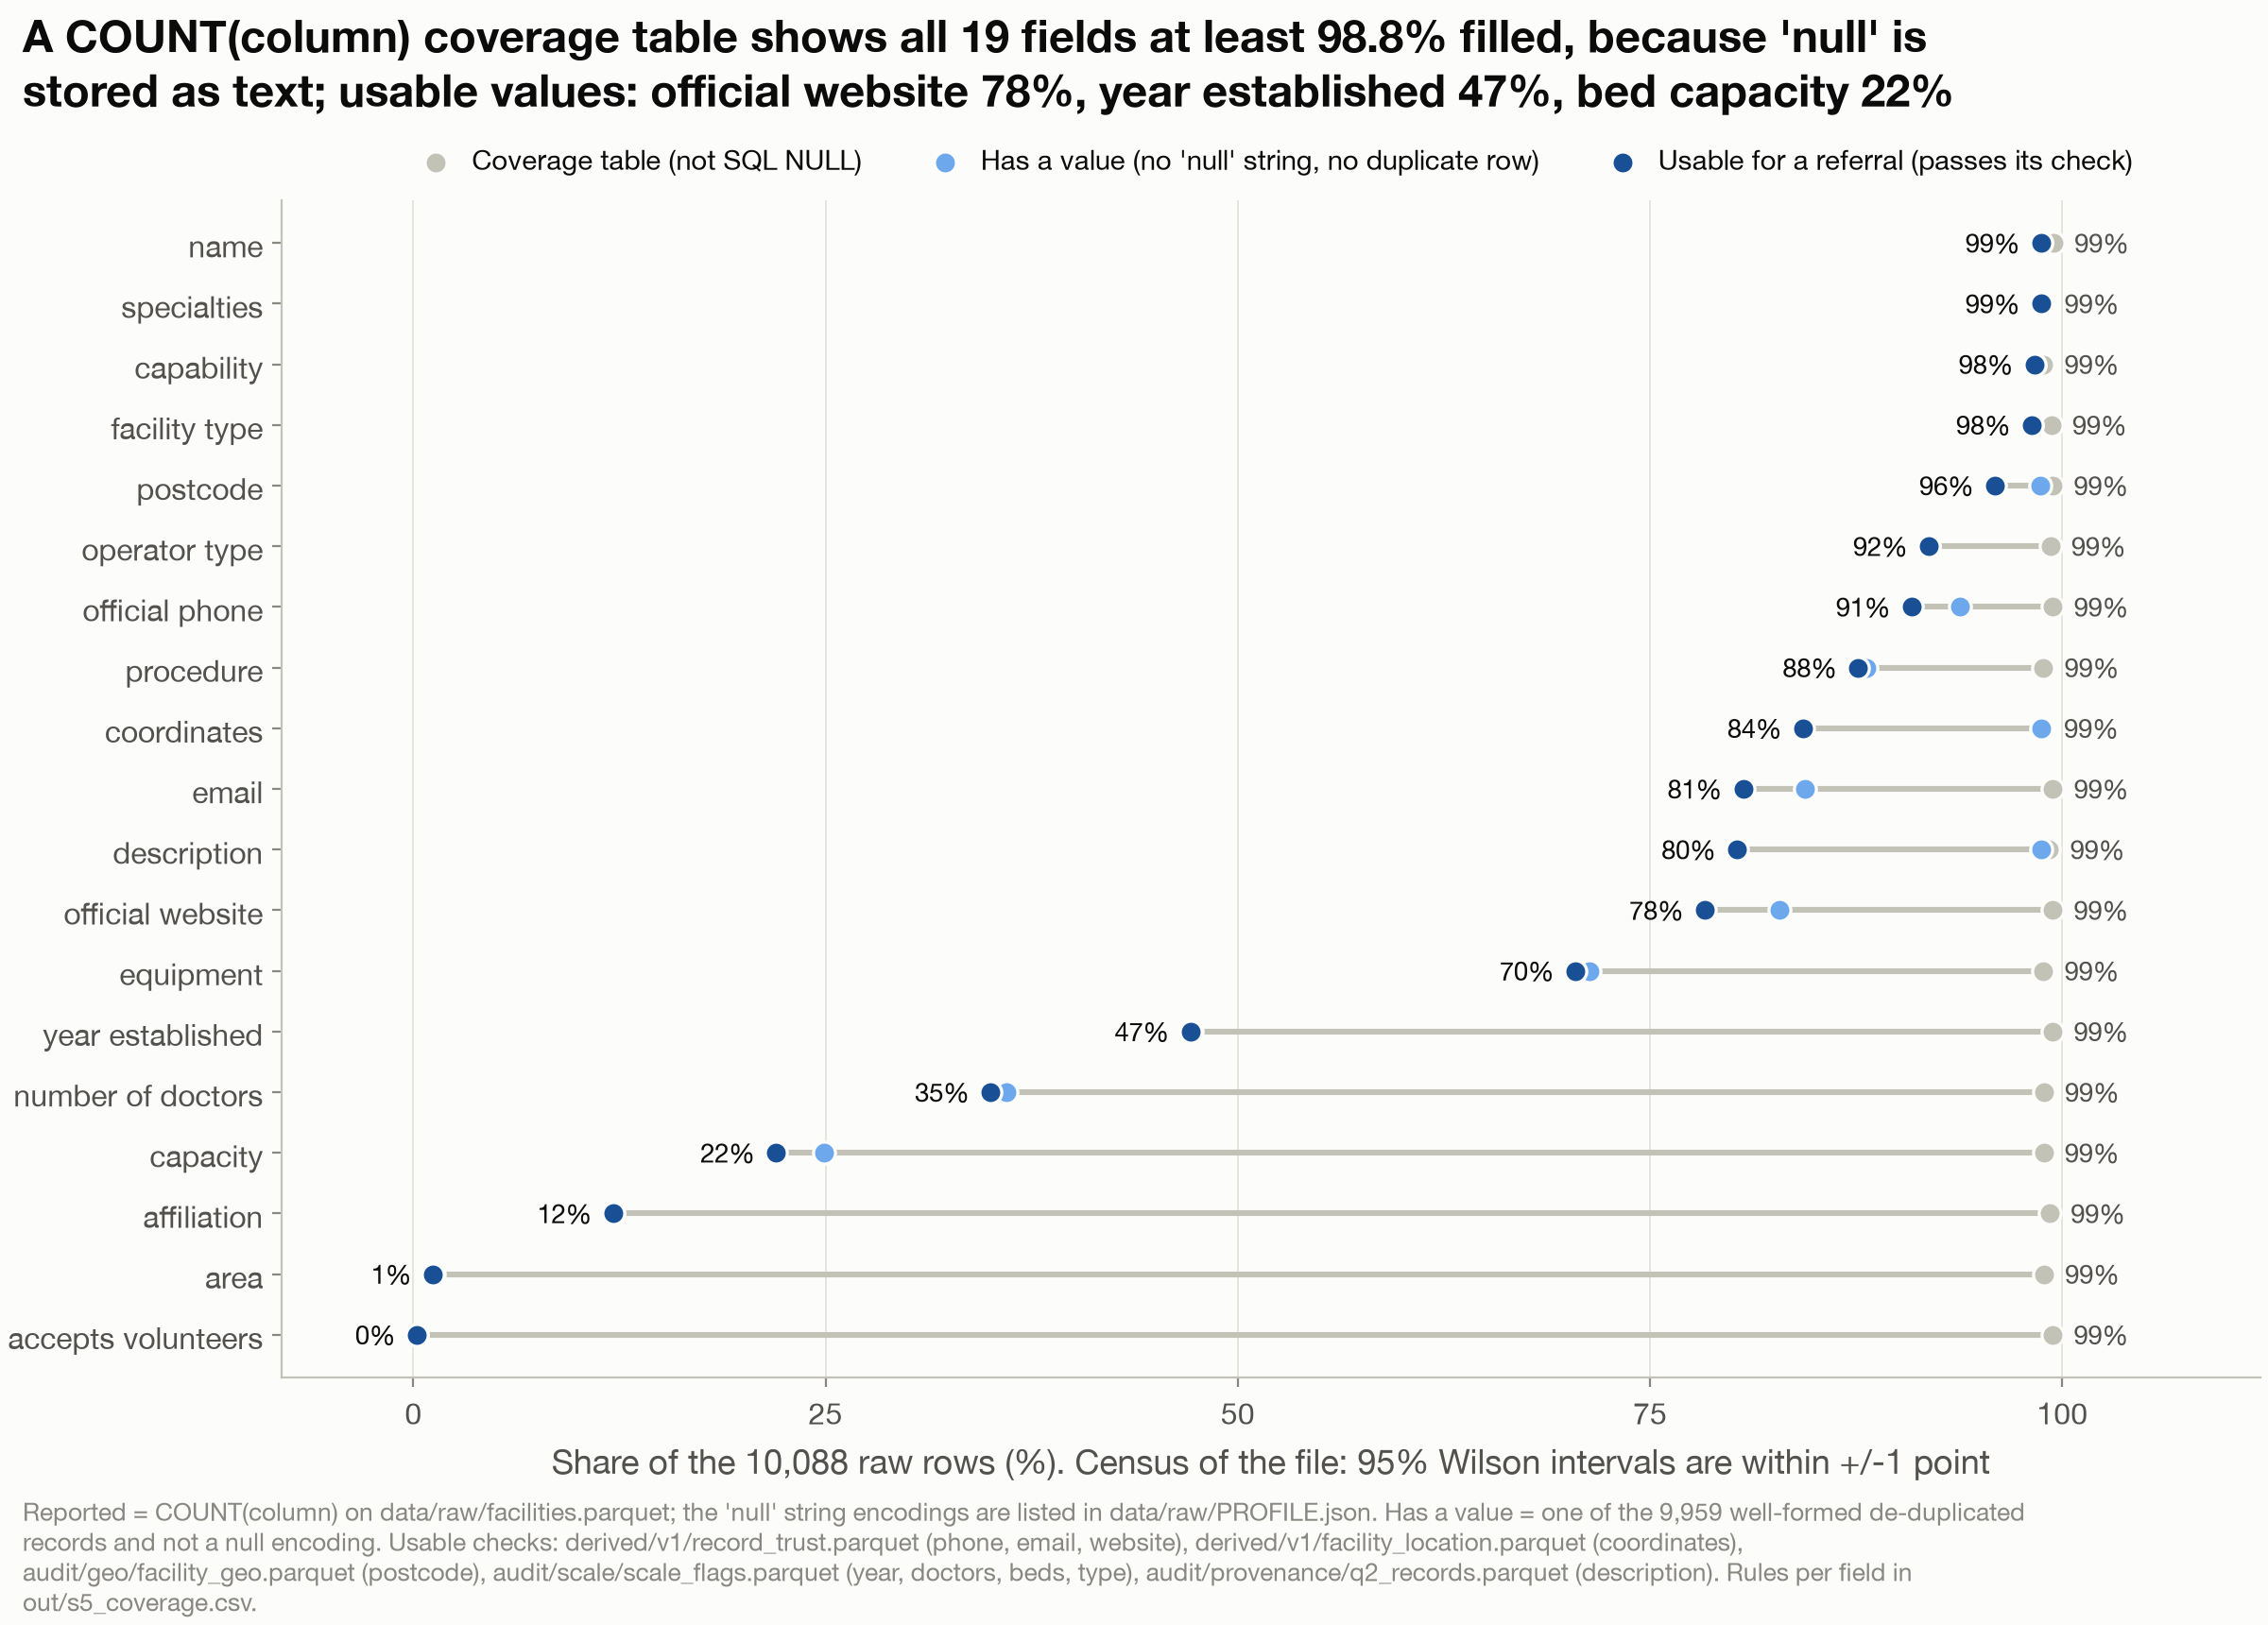 A COUNT(column) coverage table shows all 19 fields at least 98.8% filled, because 'null' is
stored as text; usable values: official website 78%, year established 47%, bed capacity 22%
Coverage table (not SQL NULL) Has a value (no 'null' string, no duplicate row) Usable for a referral (passes its check)
name 99% 99%
specialties 99% 99%
capability 98% 99%
facility type 98% 99%
postcode 96% 99%
operator type 92% 99%
official phone 91% 99%
procedure 88% 99%
coordinates 84% 99%
email 81% 99%
description 80% 99%
official website 78% 99%
equipment 70% 99%
year established 47% 99%
number of doctors 35% 99%
capacity 22% 99%
affiliation 12% 99%
area 1% 99%
accepts volunteers 0% 99%
0 25 50 75 100
Share of the 10,088 raw rows (%). Census of the file: 95% Wilson intervals are within +/-1 point
Reported = COUNT(column) on data/raw/facilities.parquet; the 'null' string encodings are listed in data/raw/PROFILE.json. Has a value = one of the 9,959 well-formed de-duplicated
records and not a null encoding. Usable checks: derived/v1/record_trust.parquet (phone, email, website), derived/v1/facility_location.parquet (coordinates),
audit/geo/facility_geo.parquet (postcode), audit/scale/scale_flags.parquet (year, doctors, beds, type), audit/provenance/q2_records.parquet (description). Rules per field in
out/s5_coverage.csv.